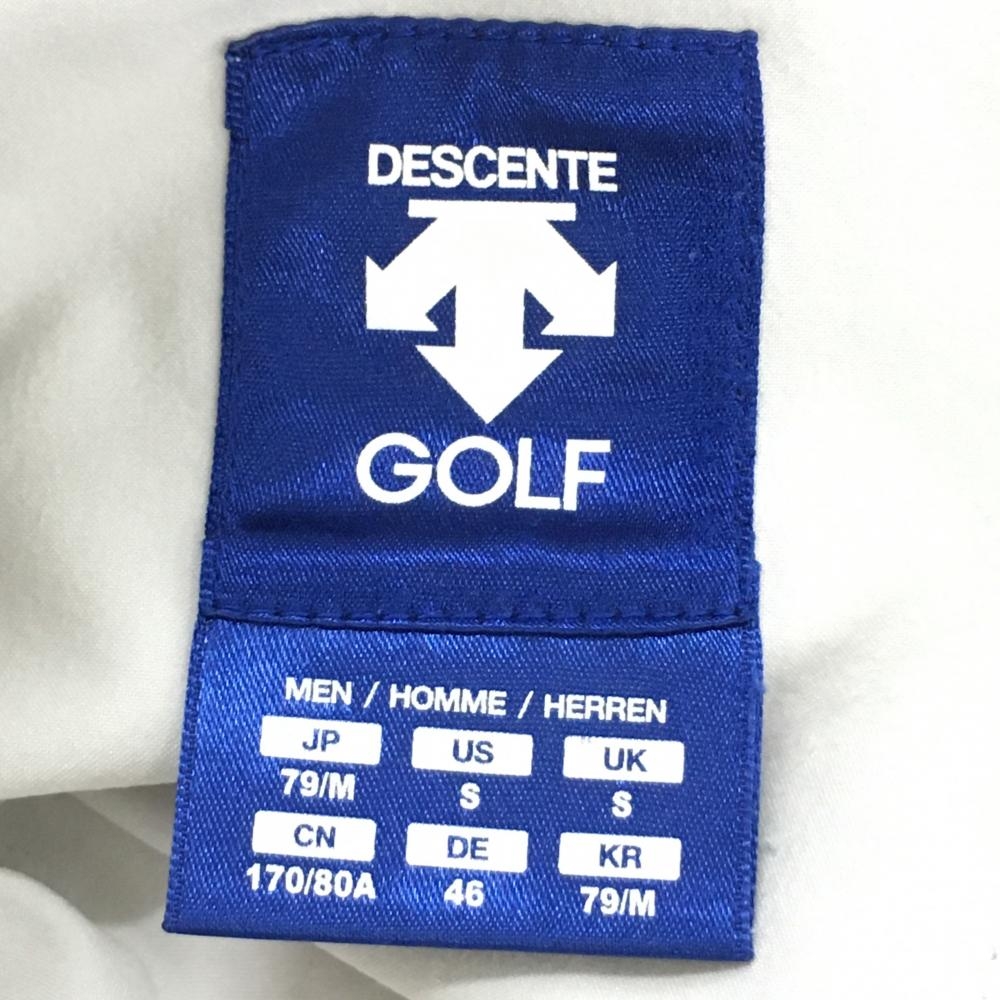 DESCENTE
GOLF
MEN / HOMME / HERREN
JP US UK
79/M S S
CN DE KR
170/80A 46 79/M